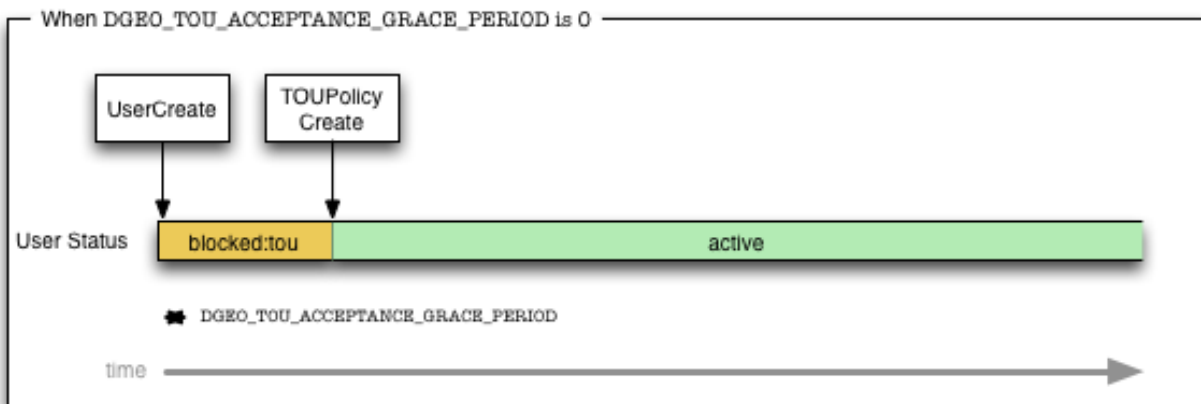 When DGEO_TOU_ACCEPTANCE_GRACE_PERIOD is 0
UserCreate
TOUPolicy
Create
User Status
blocked:tou
active
DGEO_TOU_ACCEPTANCE_GRACE_PERIOD
time